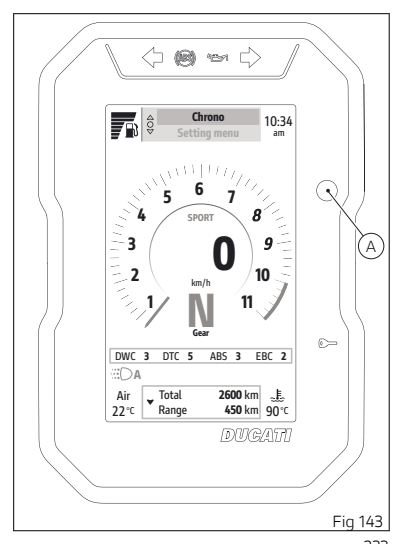 ABS
Chrono
Setting menu
10:34
am
SPORT
1 2 3 4 5 6 7 8 9 10 11
0
km/h
N
Gear
DWC 3 DTC 5 ABS 3 EBC 2
A
Air
22°C
Total 2600 km
Range 450 km
90°C
DUCATI
A
Fig 143